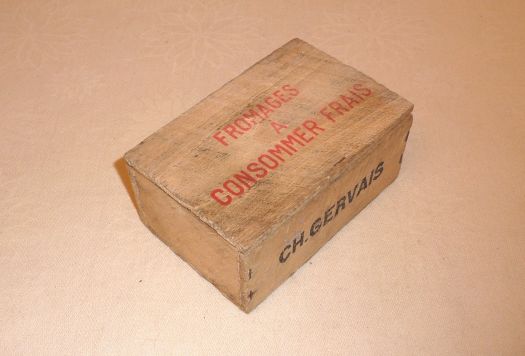 FROMAGES
A
CONSOMMER FRAIS
CH. GERVAIS